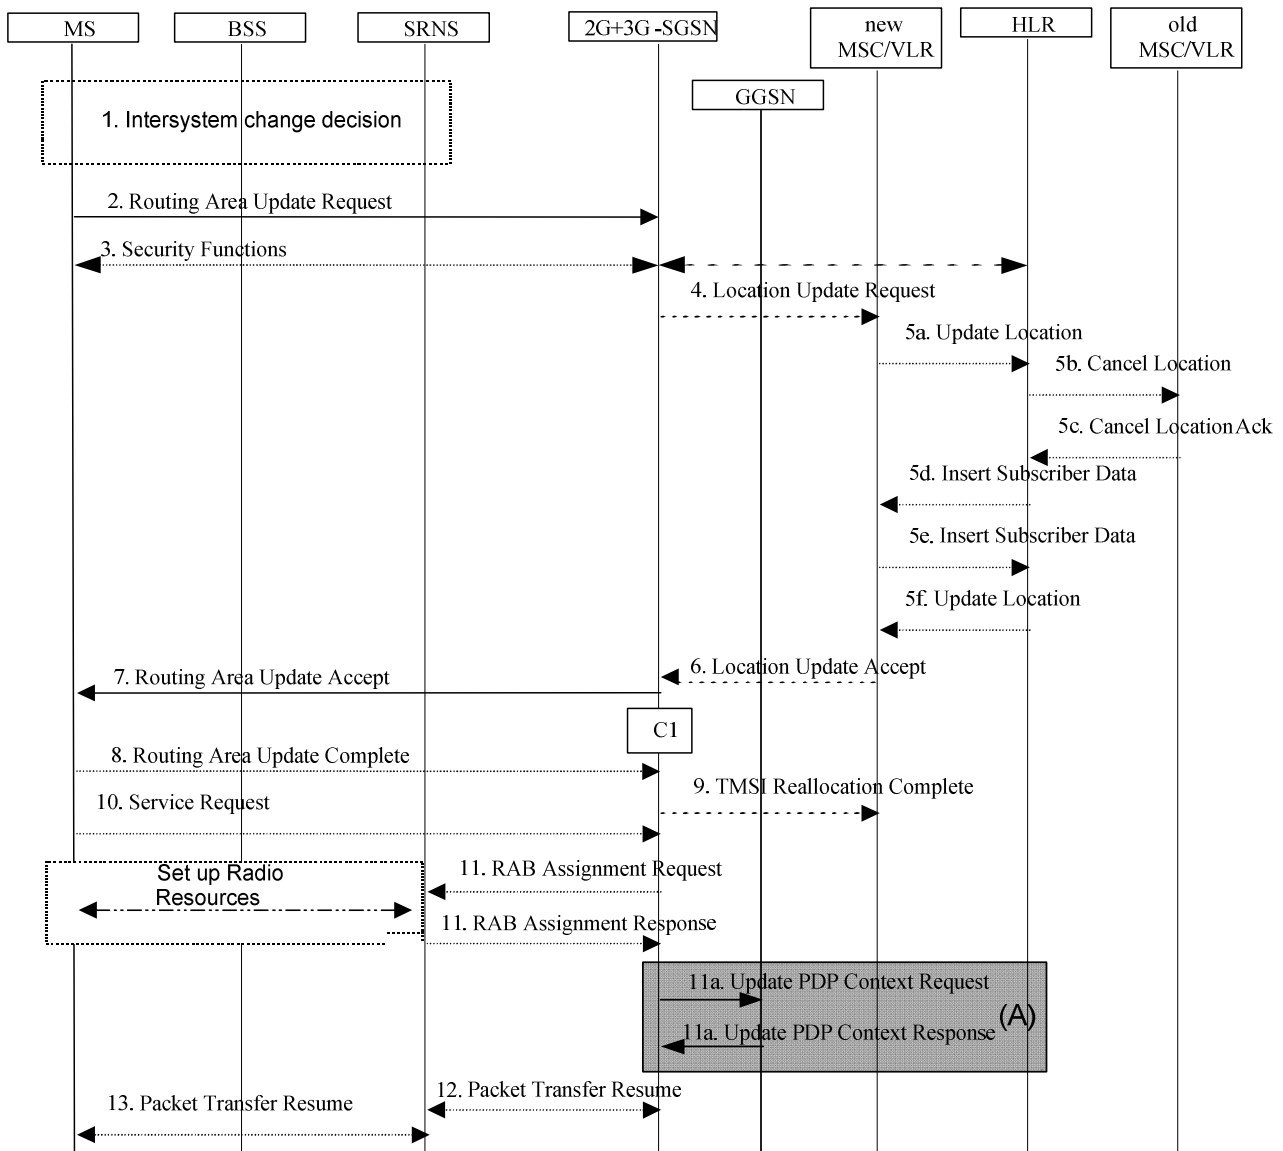 MS
BSS
SRNS
2G+3G-SGSN
new
MSC/VLR
HLR
old
MSC/VLR
GGSN
1. Intersystem change decision
2. Routing Area Update Request
3. Security Functions
4. Location Update Request
5a. Update Location
5b. Cancel Location
5c. Cancel Location Ack
5d. Insert Subscriber Data
5e. Insert Subscriber Data
5f. Update Location
6. Location Update Accept
7. Routing Area Update Accept
C1
8. Routing Area Update Complete
9. TMSI Reallocation Complete
10. Service Request
11. RAB Assignment Request
Set up Radio
Resources
11. RAB Assignment Response
11a. Update PDP Context Request
(A)
11a. Update PDP Context Response
12. Packet Transfer Resume
13. Packet Transfer Resume